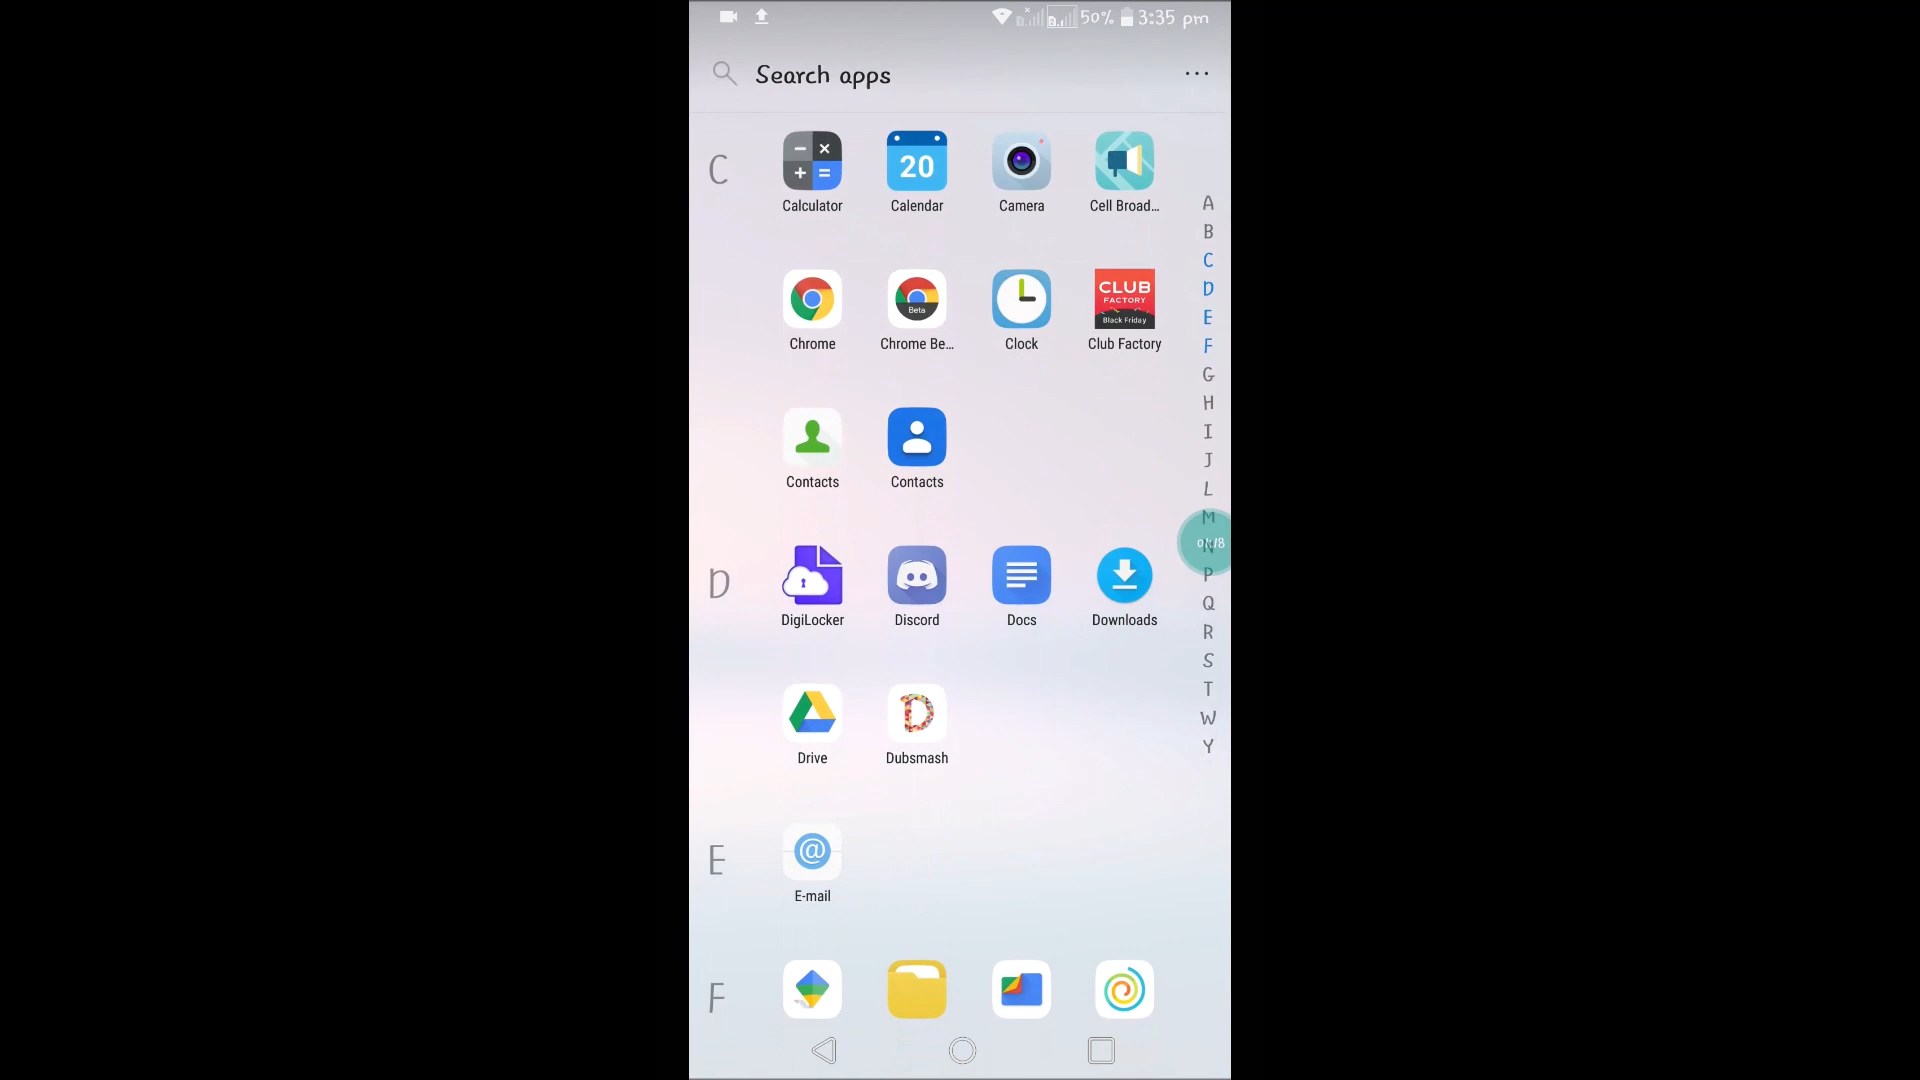 50% 3:35 pm
Search apps
C
20
Calculator
Calendar
Camera
Cell Broad...
Beta
CLUB
FACTORY
Black Friday
Chrome
Chrome Be...
Clock
Club Factory
Contacts
Contacts
D
DigiLocker
Discord
Docs
Downloads
D
Drive
Dubsmash
E
@
E-mail
F
A
B
C
D
E
F
G
H
I
J
L
M
N
P
Q
R
S
T
W
Y